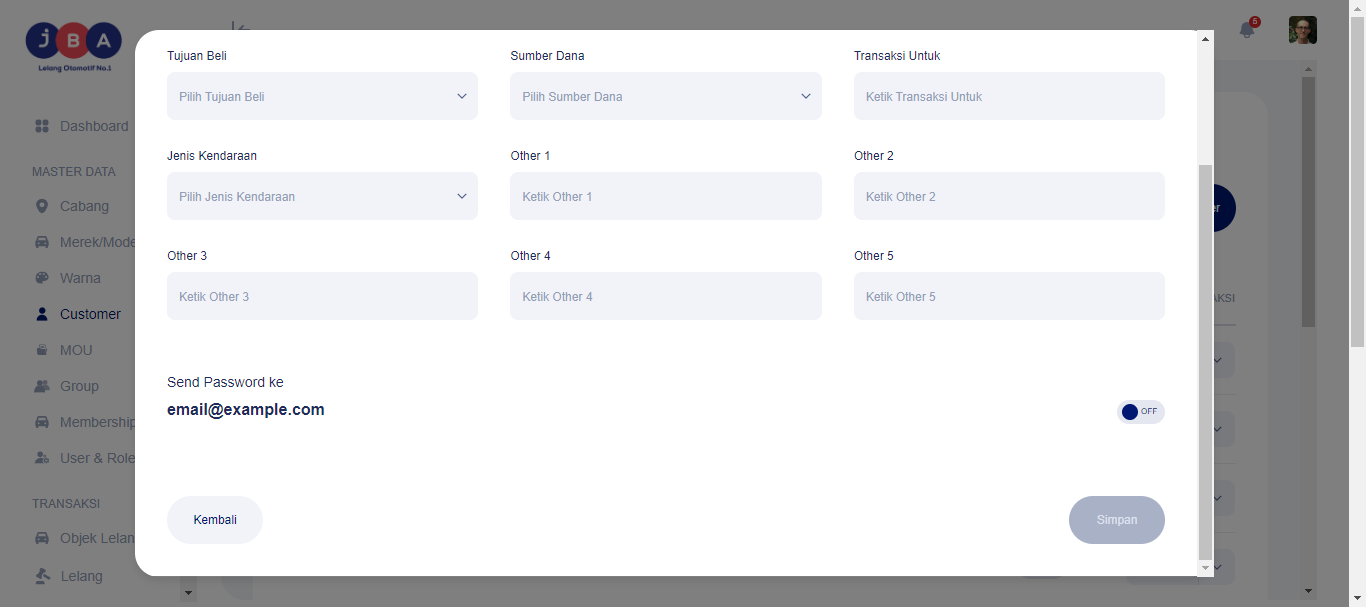 JBA
Lelang Otomotif No.1
5
Dashboard
MASTER DATA
Cabang
Merek/Mode
Warna
Customer
MOU
Group
Membership
User & Role
TRANSAKSI
Objek Lelan
Lelang
Tujuan Beli
Sumber Dana
Transaksi Untuk
Pilih Tujuan Beli
Pilih Sumber Dana
Ketik Transaksi Untuk
Jenis Kendaraan
Other 1
Other 2
Pilih Jenis Kendaraan
Ketik Other 1
Ketik Other 2
Other 3
Other 4
Other 5
Ketik Other 3
Ketik Other 4
Ketik Other 5
Send Password ke
email@example.com
OFF
Kembali
Simpan
er
AKSI